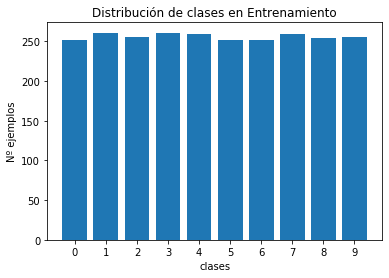 Distribución de clases en Entrenamiento
250
200
150
100
50
0
Nº ejemplos
0 1 2 3 4 5 6 7 8 9
clases